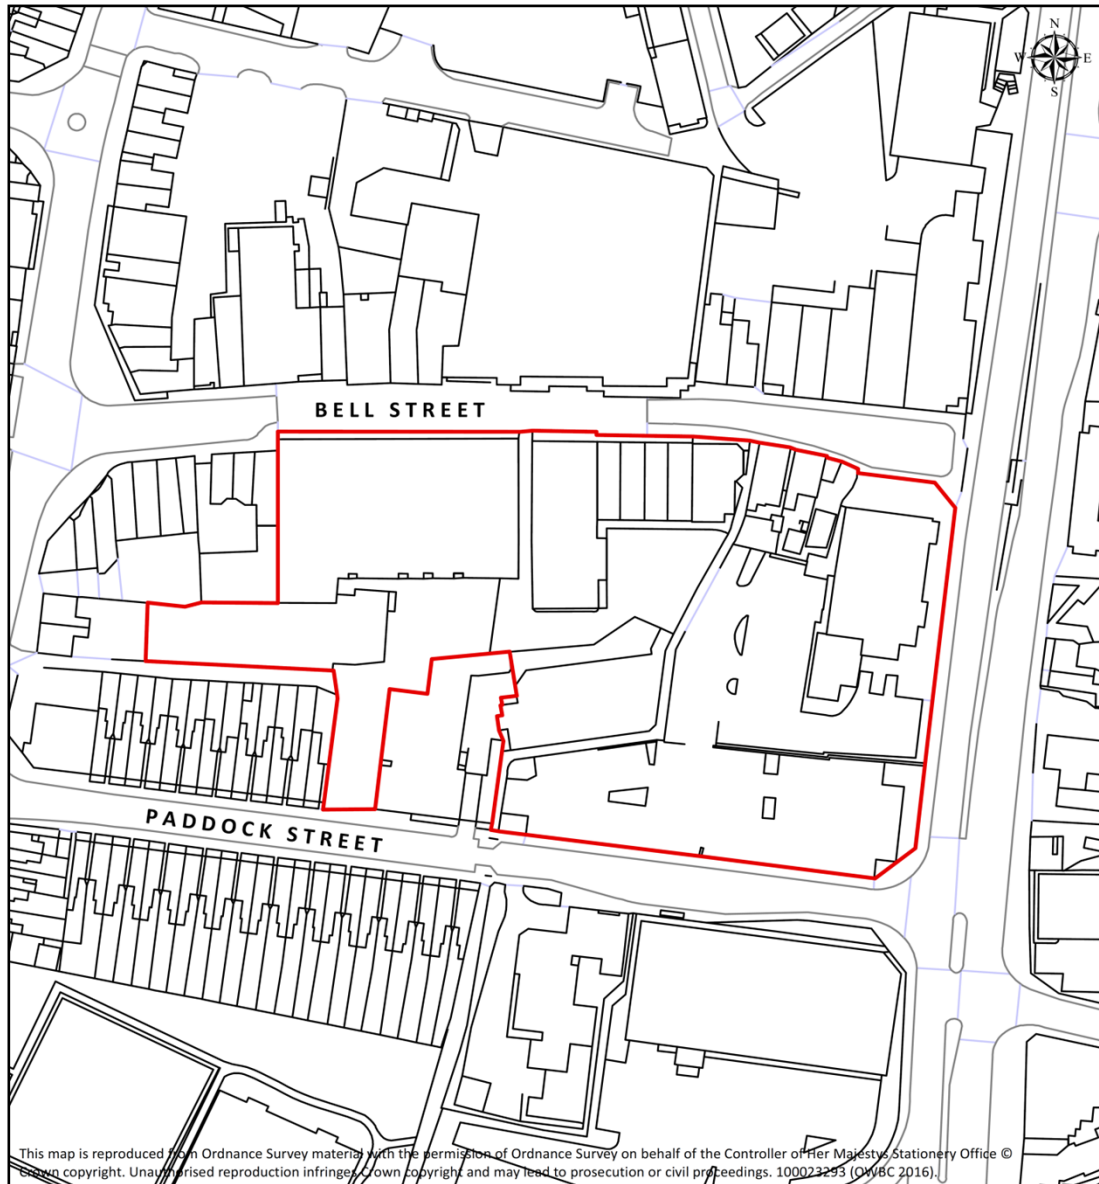 N
W E
S
BELL STREET
PADDOCK STREET
This map is reproduced from Ordnance Survey material with the permission of Ordnance Survey on behalf of the Controller of Her Majestys Stationery Office ©
Crown copyright. Unauthorised reproduction infringes Crown copyright and may lead to prosecution or civil proceedings. 100023293 (OWBC 2016).